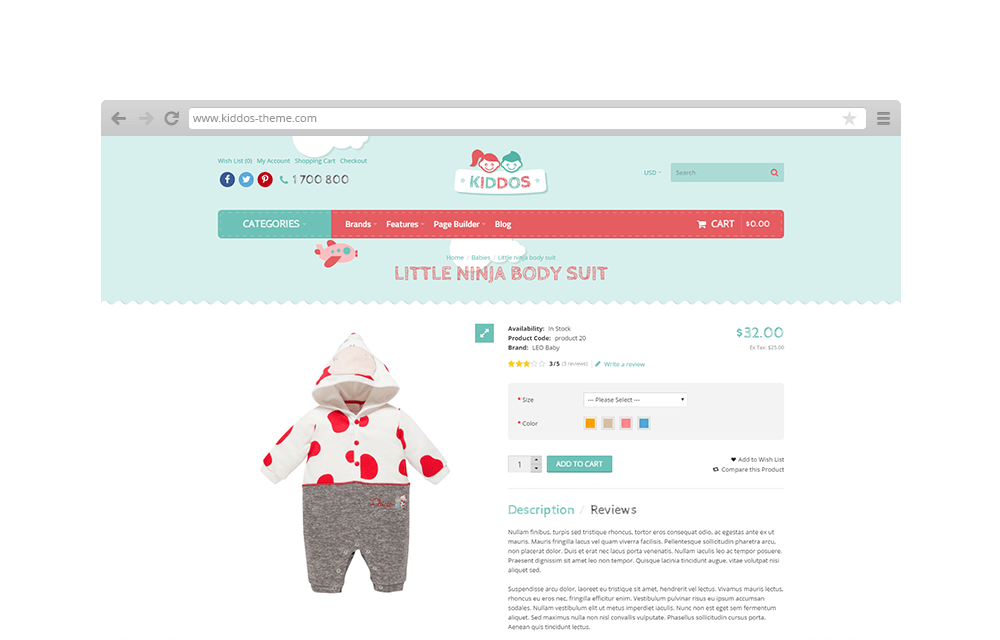 www.kiddos-theme.com
Wish List (0) My Account Shopping Cart Checkout
1 700 800
KIDDOS
USD
Search
CATEGORIES
Brands Features Page Builder Blog
CART $0.00
Home / Babies / Little ninja body suit
LITTLE NINJA BODY SUIT
Availability: In Stock
Product Code: product 20
Brand: LEO Baby
$32.00
Ex Tax: $25.00
3/5 (3 reviews) Write a review
* Size
--- Please Select ---
* Color
1
ADD TO CART
Add to Wish List
Compare this Product
Description / Reviews
Nullam finibus, turpis sed tristique rhoncus, tortor eros consequat odio, ac egestas ante ex ut
mauris. Mauris fringilla lacus vel quam viverra facilisis. Pellentesque sollicitudin pharetra arcu,
non placerat dolor. Duis et erat nec lacus porta venenatis. Nullam iaculis leo ac tempor posuere.
Praesent dignissim sit amet leo non tempor. Quisque lacinia tincidunt augue, vitae volutpat nisi
aliquet sed.
Suspendisse arcu dolor, laoreet eu tristique sit amet, hendrerit vel lectus. Vivamus mauris lectus,
rhoncus eu eros nec, fringilla efficitur enim. Vestibulum pulvinar risus eu ipsum accumsan
sodales. Nullam vestibulum elit ut metus imperdiet iaculis. Nunc non est eget sem fermentum
aliquet. Sed maximus nulla non nisl convallis vulputate. Phasellus sollicitudin cursus porta.
Aenean quis tincidunt lectus.